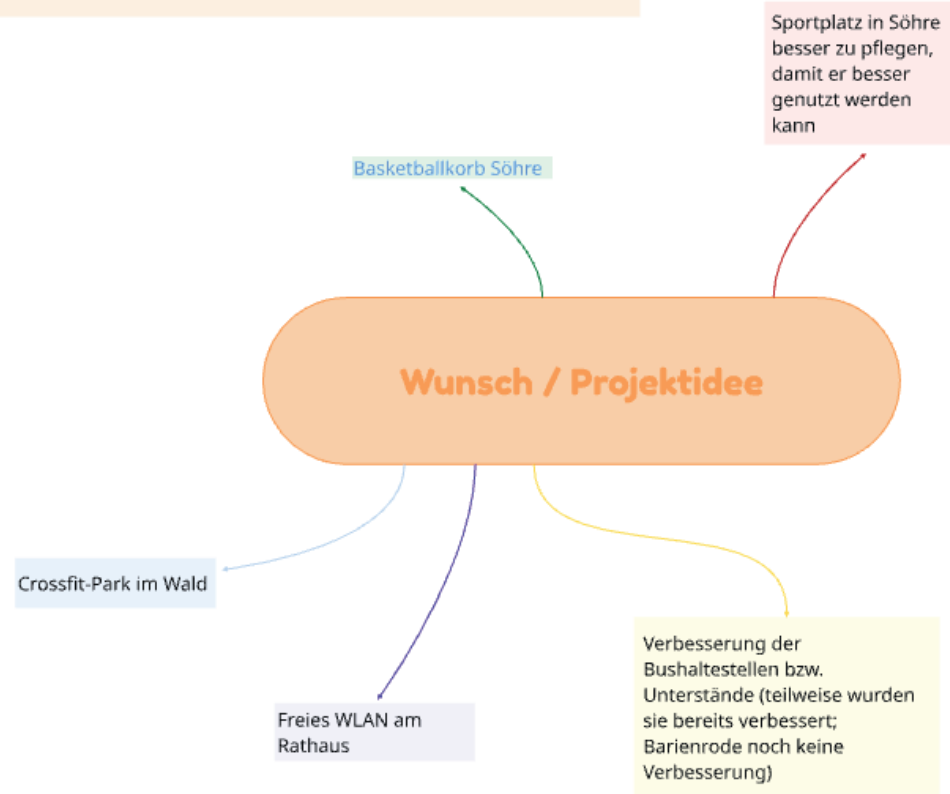 Sportplatz in Söhre
besser zu pflegen,
damit er besser
genutzt werden
kann
Basketballkorb Söhre
Wunsch / Projektidee
Crossfit-Park im Wald
Freies WLAN am
Rathaus
Verbesserung der
Bushaltestellen bzw.
Unterstände (teilweise wurden
sie bereits verbessert;
Barienrode noch keine
Verbesserung)